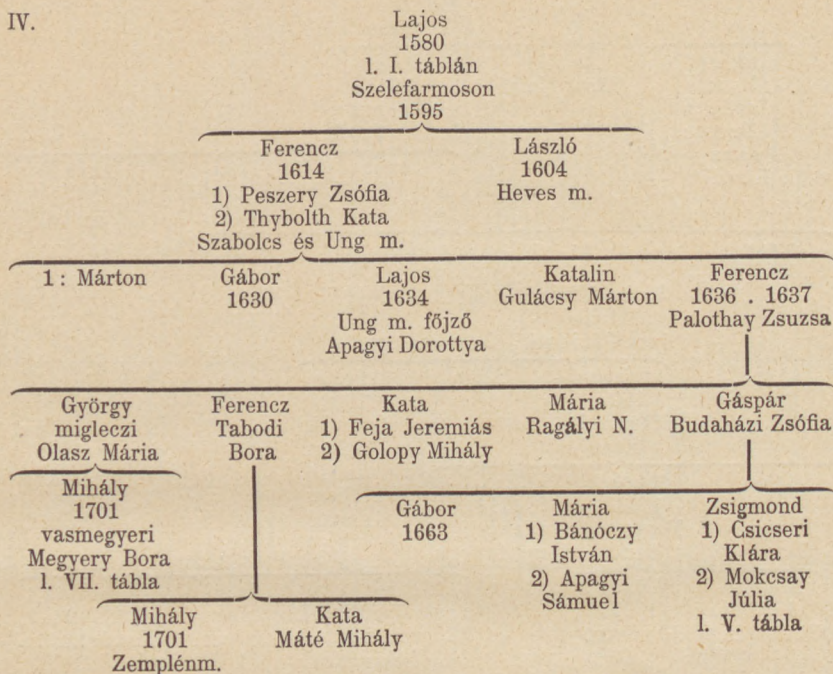 IV.
Lajos
1580
l. I. táblán
Szelefarmoson
1595
Ferencz
1614
1) Peszery Zsófia
2) Thybolth Kata
Szabolcs és Ung m.
László
1604
Heves m.
1: Márton
Gábor
1630
Lajos
1634
Ung m. főjző
Apagyi Dorottya
Katalin
Gulácsy Márton
Ferencz
1636 . 1637
Palothay Zsuzsa
György
migleczi
Olasz Mária
Ferencz
Tabodi
Bora
Kata
1) Feja Jeremiás
2) Golopy Mihály
Mária
Ragályi N.
Gáspár
Budaházi Zsófia
Mihály
1701
vasmegyeri
Megyery Bora
l. VII. tábla
Gábor
1663
Mária
1) Bánóczy
István
2) Apagyi
Sámuel
Zsigmond
1) Csicseri
Klára
2) Mokcsay
Júlia
l. V. tábla
Mihály
1701
Zemplénm.
Kata
Máté Mihály